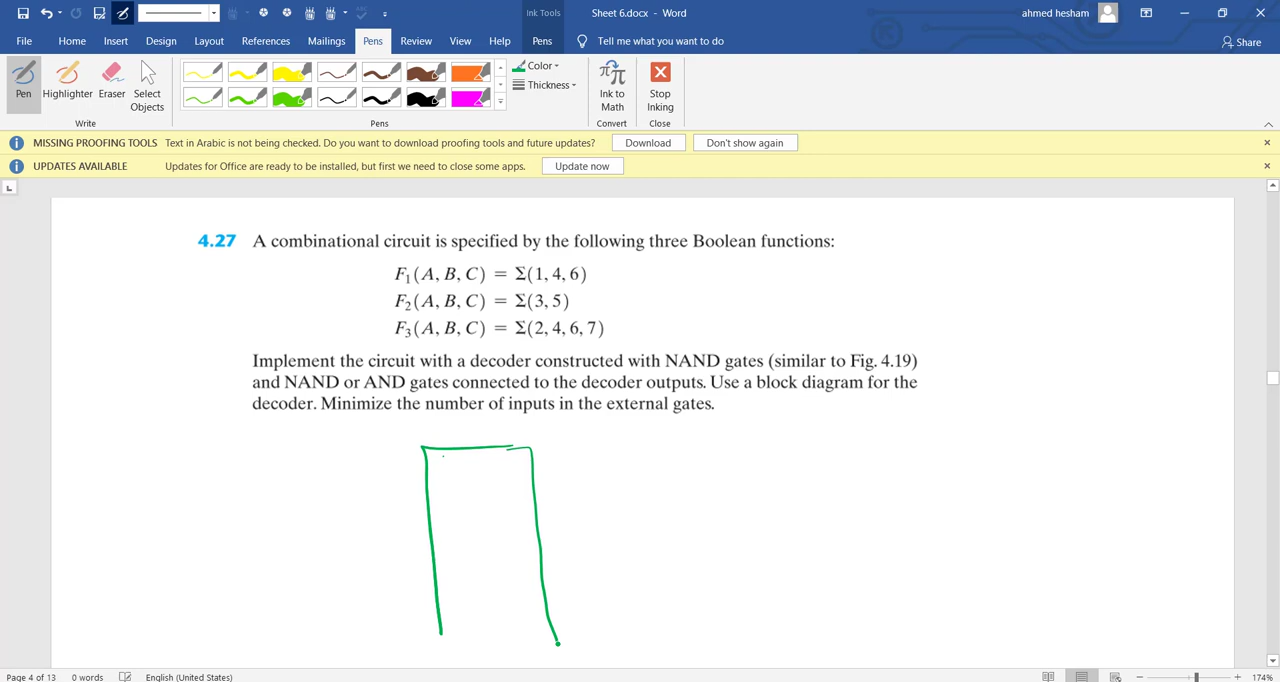 Ink Tools
Sheet 6.docx - Word
ahmed hesham
File Home Insert Design Layout References Mailings Pens Review View Help Pens Tell me what you want to do Share
Pen Highlighter Eraser Select Objects
Write
Pens
Color
Thickness
Ink to Math
Convert
Stop Inking
Close
MISSING PROOFING TOOLS Text in Arabic is not being checked. Do you want to download proofing tools and future updates? Download Don't show again
UPDATES AVAILABLE Updates for Office are ready to be installed, but first we need to close some apps. Update now
4.27 A combinational circuit is specified by the following three Boolean functions:
F₁(A, B, C) = Σ(1, 4, 6)
F₂(A, B, C) = Σ(3, 5)
F₃(A, B, C) = Σ(2, 4, 6, 7)
Implement the circuit with a decoder constructed with NAND gates (similar to Fig. 4.19)
and NAND or AND gates connected to the decoder outputs. Use a block diagram for the
decoder. Minimize the number of inputs in the external gates.
Page 4 of 13 0 words English (United States) 174%